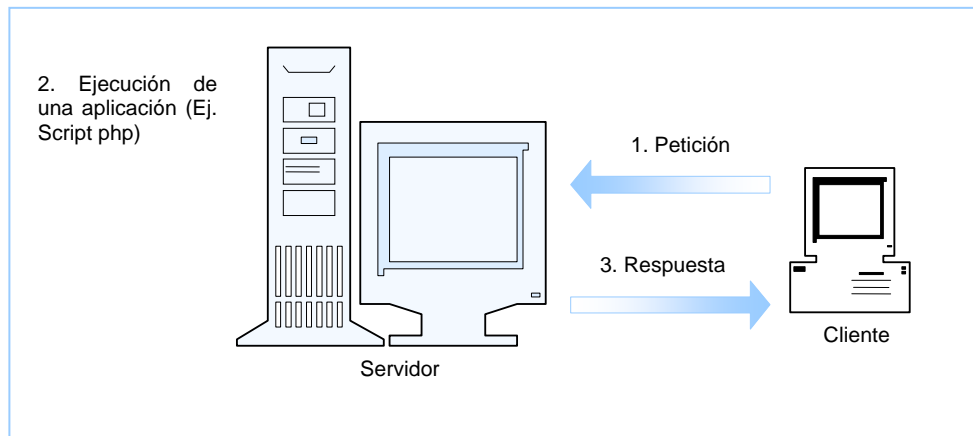 2. Ejecución de
una aplicación (Ej.
Script php)
1. Petición
3. Respuesta
Cliente
Servidor